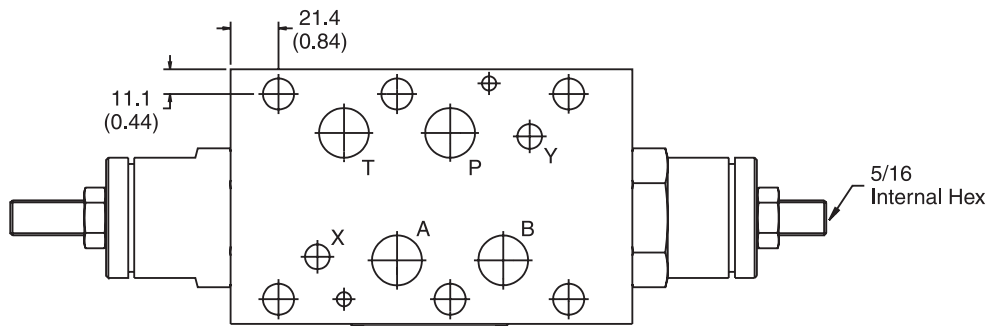 21.4
(0.84)
11.1
(0.44)
T
P
Y
5/16
Internal Hex
X
A
B